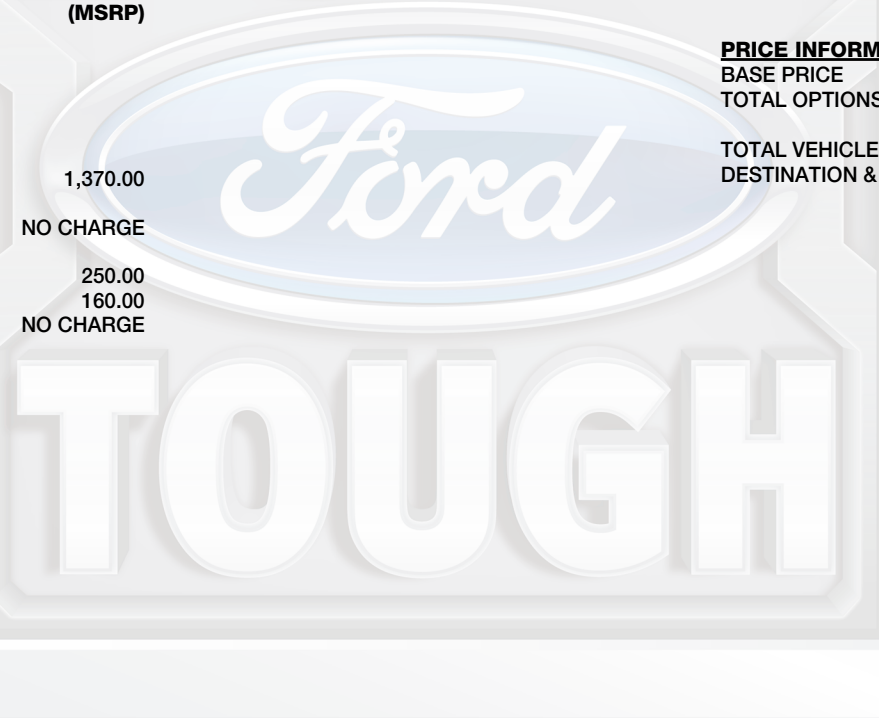 (MSRP)
1,370.00
NO CHARGE
250.00
160.00
NO CHARGE
PRICE INFORM
BASE PRICE
TOTAL OPTIONS
TOTAL VEHICLE
DESTINATION &
Ford
TOUGH